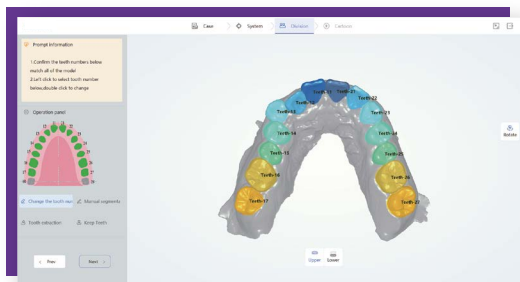 Case
System
Division
Cartoon
Prompt information
1.Confirm the teeth numbers below
match all of the model
2.Left click to select tooth number
below,double click to change
Operation panel
Change the tooth num
Manual segments
Tooth extraction
Prev
Next
Teeth-11
Teeth-21
Teeth-12
Teeth-22
Teeth-13
Teeth-23
Teeth-14
Teeth-24
Teeth-15
Teeth-25
Teeth-16
Teeth-26
Teeth-17
Teeth-27
Upper
Lower
Rotate